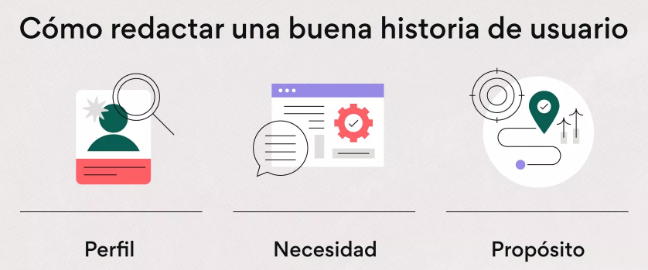 Cómo redactar una buena historia de usuario
Perfil
Necesidad
Propósito